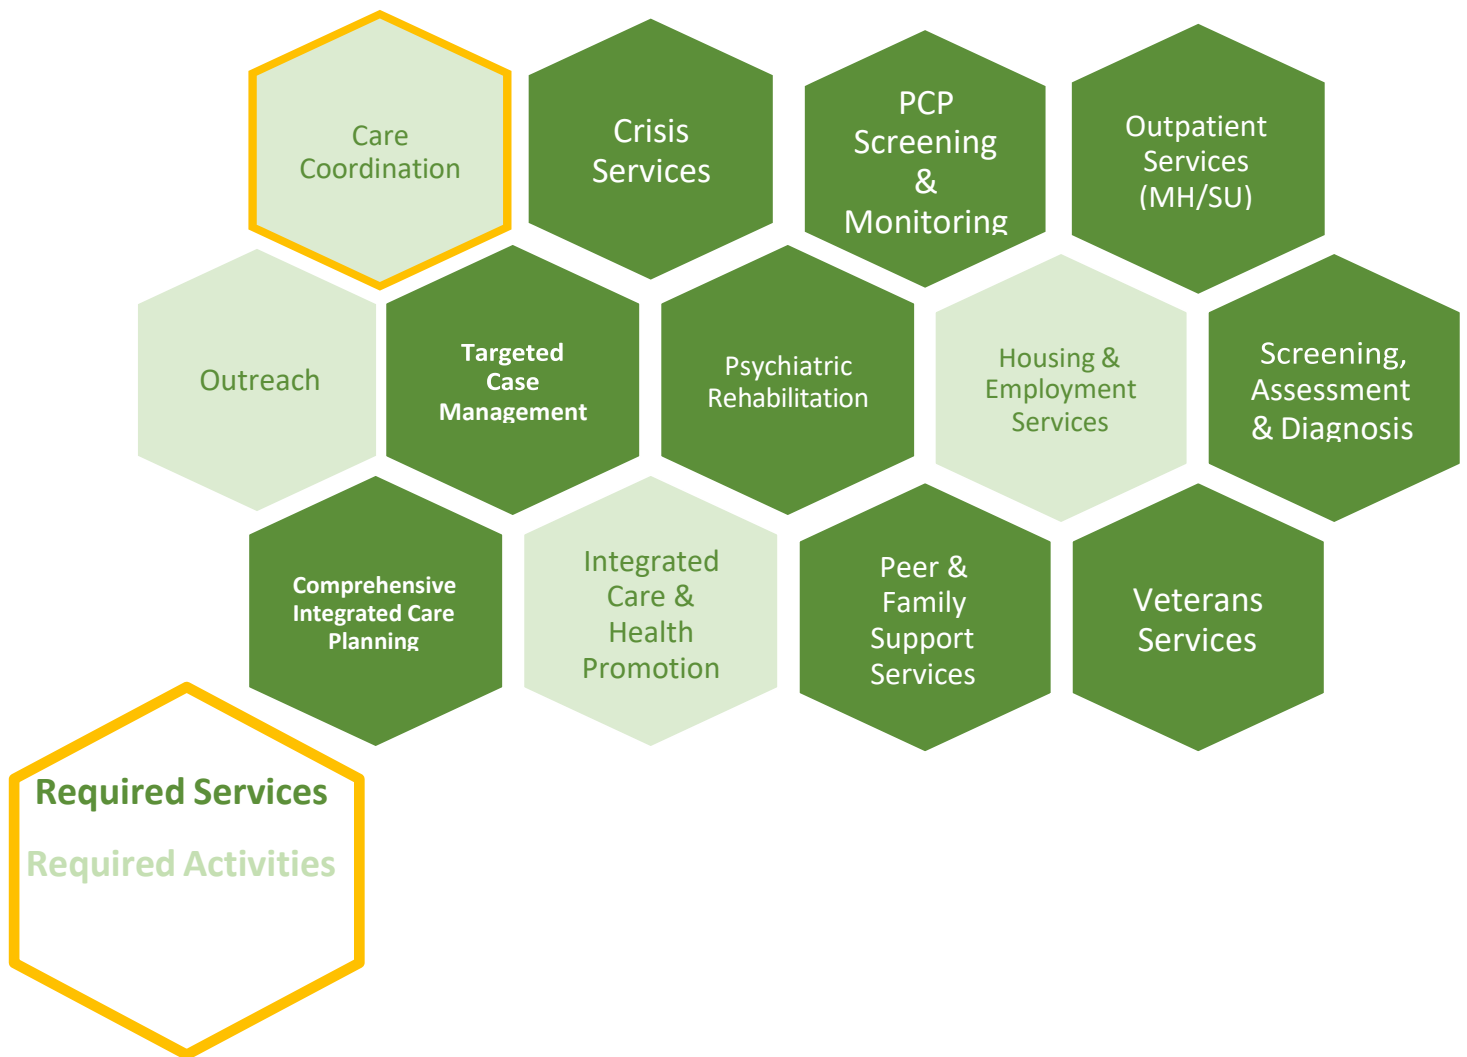 Care
Coordination
Crisis
Services
PCP
Screening
&
Monitoring
Outpatient
Services
(MH/SU)
Outreach
Targeted
Case
Management
Psychiatric
Rehabilitation
Housing &
Employment
Services
Screening,
Assessment
& Diagnosis
Comprehensive
Integrated Care
Planning
Integrated
Care &
Health
Promotion
Peer &
Family
Support
Services
Veterans
Services
Required Services
Required Activities